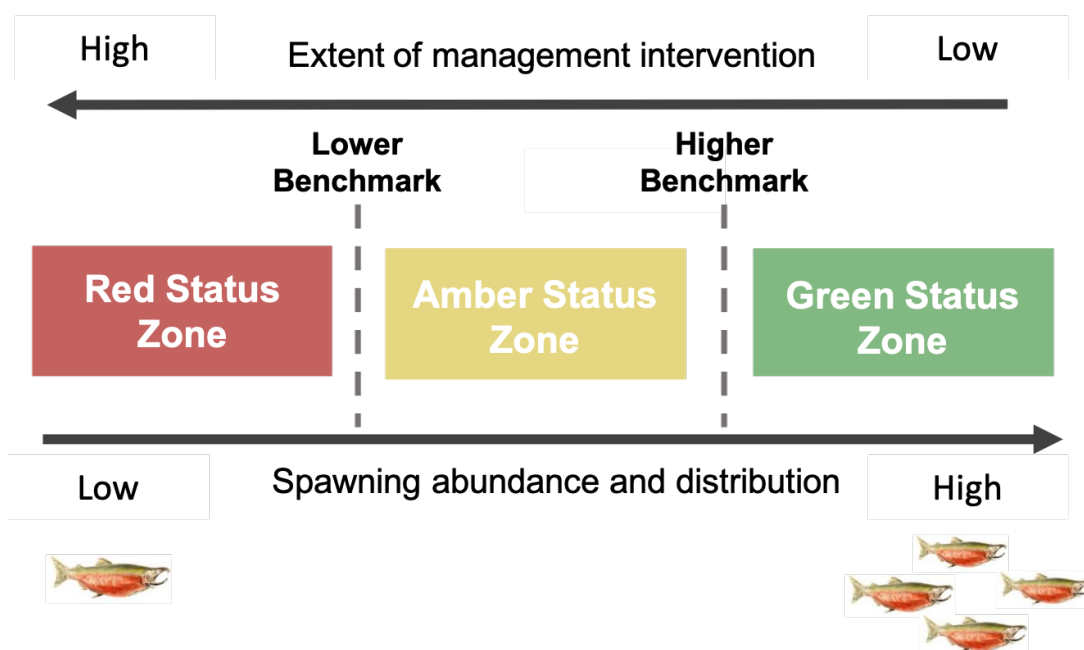 High
Extent of management intervention
Low
Lower
Benchmark
Higher
Benchmark
Red Status
Zone
Amber Status
Zone
Green Status
Zone
Low
Spawning abundance and distribution
High